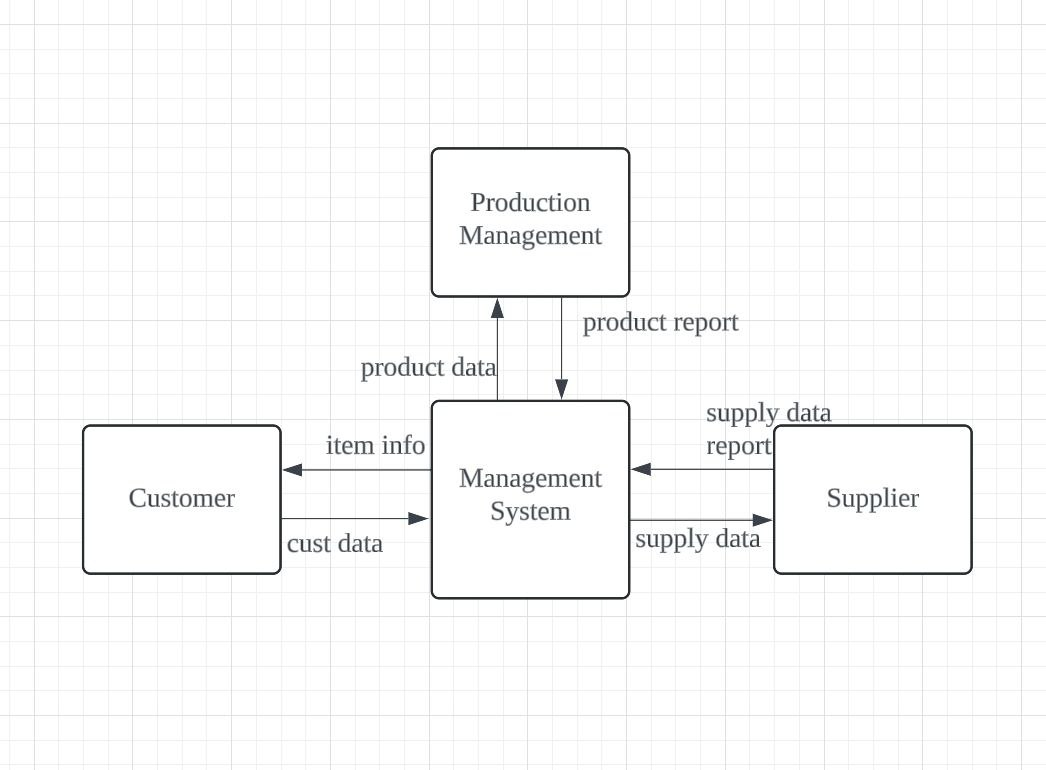 Production
Management
product report
product data
supply data
report
item info
Management
System
Customer
Supplier
cust data
supply data